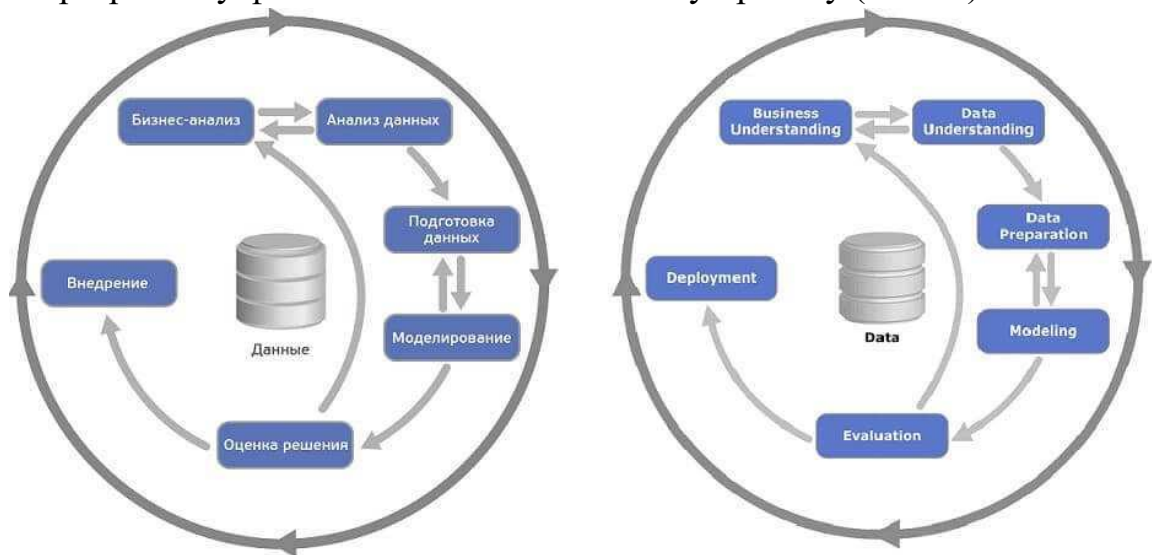 Бизнес-анализ
Анализ данных
Подготовка
данных
Внедрение
Данные
Моделирование
Оценка решения
Business
Understanding
Data
Understanding
Data
Preparation
Deployment
Data
Modeling
Evaluation